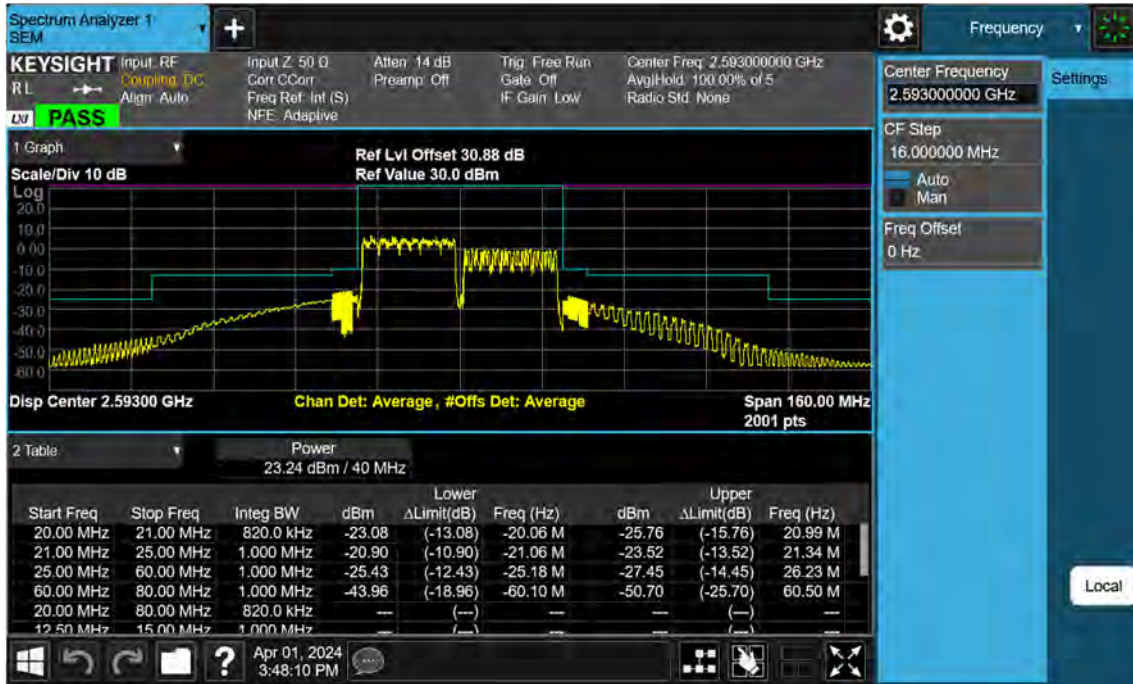 Spectrum Analyzer 1
SEM
Frequency
KEYSIGHT
RL
LXI
PASS
Input: RF
Coupling: DC
Align: Auto
Input Z: 50 Ω
Corr CCorr
Freq Ref: Int (S)
NFE: Adaptive
Atten: 14 dB
Preamp: Off
Trig: Free Run
Gate: Off
IF Gain: Low
Center Freq: 2.593000000 GHz
Avg|Hold: 100.00% of 5
Radio Std: None
Center Frequency
2.593000000 GHz
Settings
CF Step
16.000000 MHz
Auto
Man
Freq Offset
0 Hz
Local
1 Graph
Scale/Div 10 dB
Ref Lvl Offset 30.88 dB
Ref Value 30.0 dBm
Log
20.0
10.0
0.00
-10.0
-20.0
-30.0
-40.0
-50.0
-60.0
Disp Center 2.59300 GHz
Chan Det: Average, #Offs Det: Average
Span 160.00 MHz
2001 pts
2 Table
Power
23.24 dBm / 40 MHz
Lower Upper
Start Freq Stop Freq Integ BW dBm ΔLimit(dB) Freq (Hz) dBm ΔLimit(dB) Freq (Hz)
20.00 MHz 21.00 MHz 820.0 kHz -23.08 (-13.08) -20.06 M -25.76 (-15.76) 20.99 M
21.00 MHz 25.00 MHz 1.000 MHz -20.90 (-10.90) -21.06 M -23.52 (-13.52) 21.34 M
25.00 MHz 60.00 MHz 1.000 MHz -25.43 (-12.43) -25.18 M -27.45 (-14.45) 26.23 M
60.00 MHz 80.00 MHz 1.000 MHz -43.96 (-18.96) -60.10 M -50.70 (-25.70) 60.50 M
20.00 MHz 80.00 MHz 820.0 kHz --- (---) --- --- (---) ---
12.50 MHz 15.00 MHz 1.000 MHz --- (---) --- --- (---) ---
?
Apr 01, 2024
3:48:10 PM